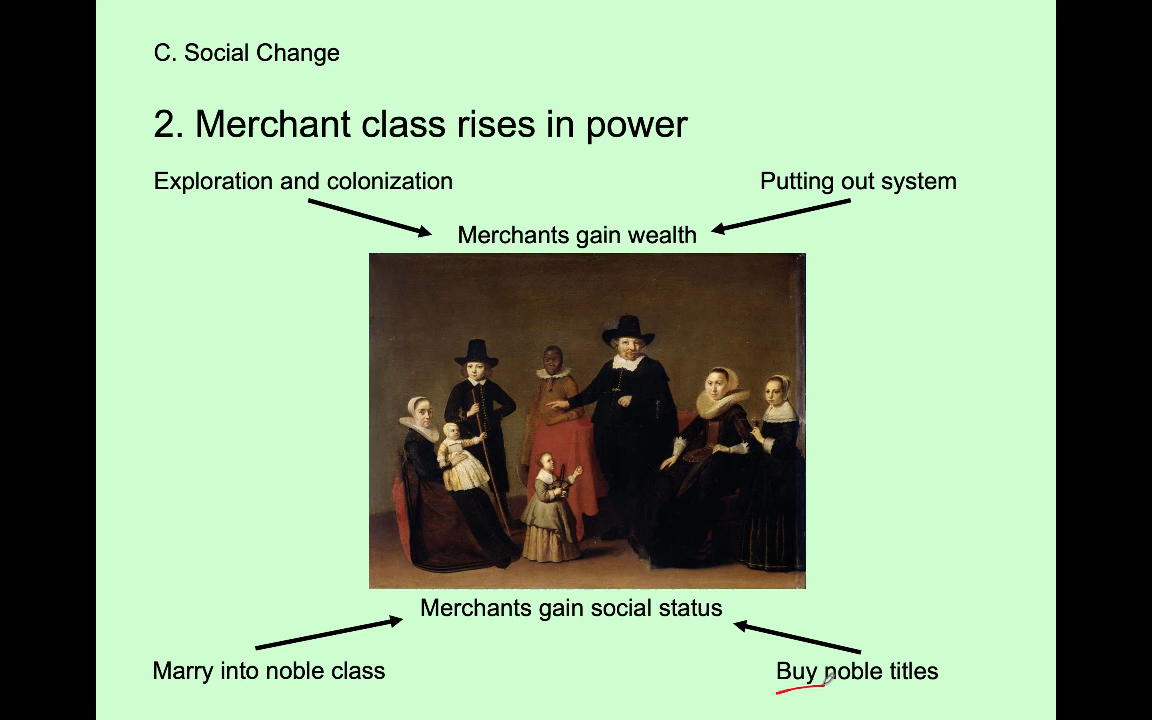 C. Social Change
2. Merchant class rises in power
Exploration and colonization
Putting out system
Merchants gain wealth
Merchants gain social status
Marry into noble class
Buy noble titles